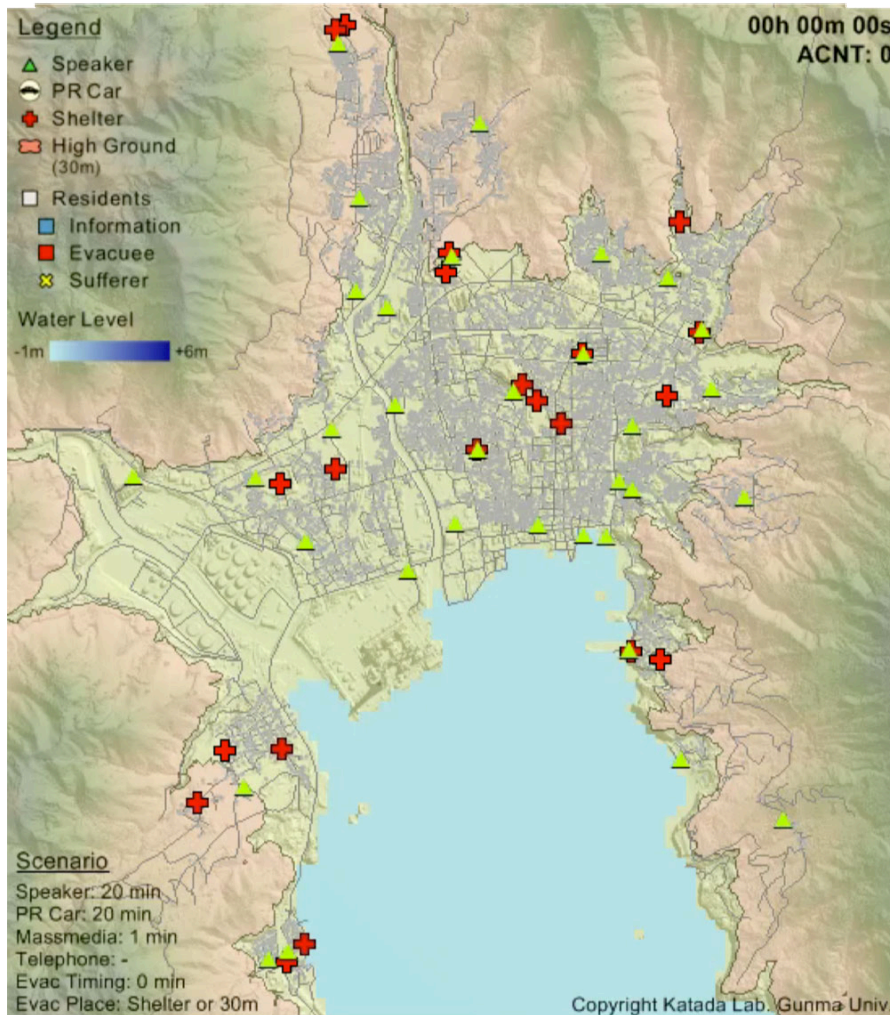 Legend
00h 00m 00s
ACNT: 0
Speaker
PR Car
Shelter
High Ground
(30m)
Residents
Information
Evacuee
Sufferer
Water Level
-1m
+6m
Scenario
Speaker: 20 min
PR Car: 20 min
Massmedia: 1 min
Telephone: -
Evac Timing: 0 min
Evac Place: Shelter or 30m
Copyright Katada Lab. Gunma Univ.